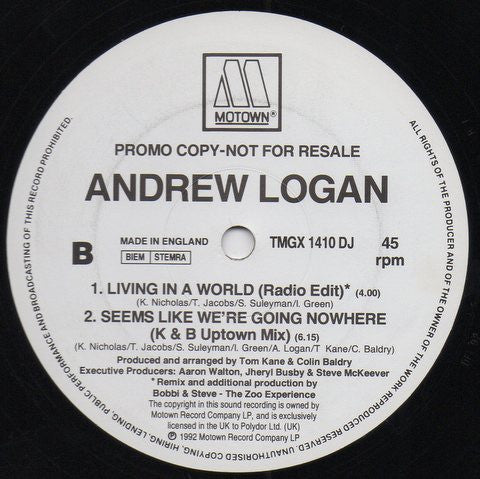 MOTOWN®
PROMO COPY-NOT FOR RESALE
ANDREW LOGAN
B
MADE IN ENGLAND
BIEM STEMRA
TMGX 1410 DJ
45
rpm
1. LIVING IN A WORLD (Radio Edit)* (4.00)
(K. Nicholas/T. Jacobs/S. Suleyman/I. Green)
2. SEEMS LIKE WE'RE GOING NOWHERE
(K & B Uptown Mix) (6.15)
(K. Nicholas/T. Jacobs/S. Suleyman/I. Green/A. Logan/T Kane/C. Baldry)
Produced and arranged by Tom Kane & Colin Baldry
Executive Producers: Aaron Walton, Jheryl Busby & Steve McKeever
* Remix and additional production by
Bobbi & Steve - The Zoo Experience
The copyright in this sound recording is owned by
Motown Record Company LP, and is exclusively
licensed in the UK to Polydor Ltd. (UK)
℗ 1992 Motown Record Company LP
ALL RIGHTS OF THE PRODUCER AND OF THE OWNER OF THE WORK REPRODUCED RESERVED. UNAUTHORISED COPYING, HIRING, LENDING, PUBLIC PERFORMANCE AND BROADCASTING OF THIS RECORD PROHIBITED.